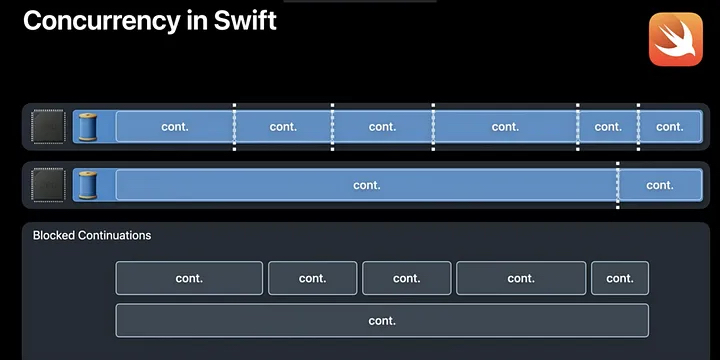 Concurrency in Swift
cont. cont. cont. cont. cont. cont.
cont. cont.
Blocked Continuations
cont. cont. cont. cont. cont.
cont.